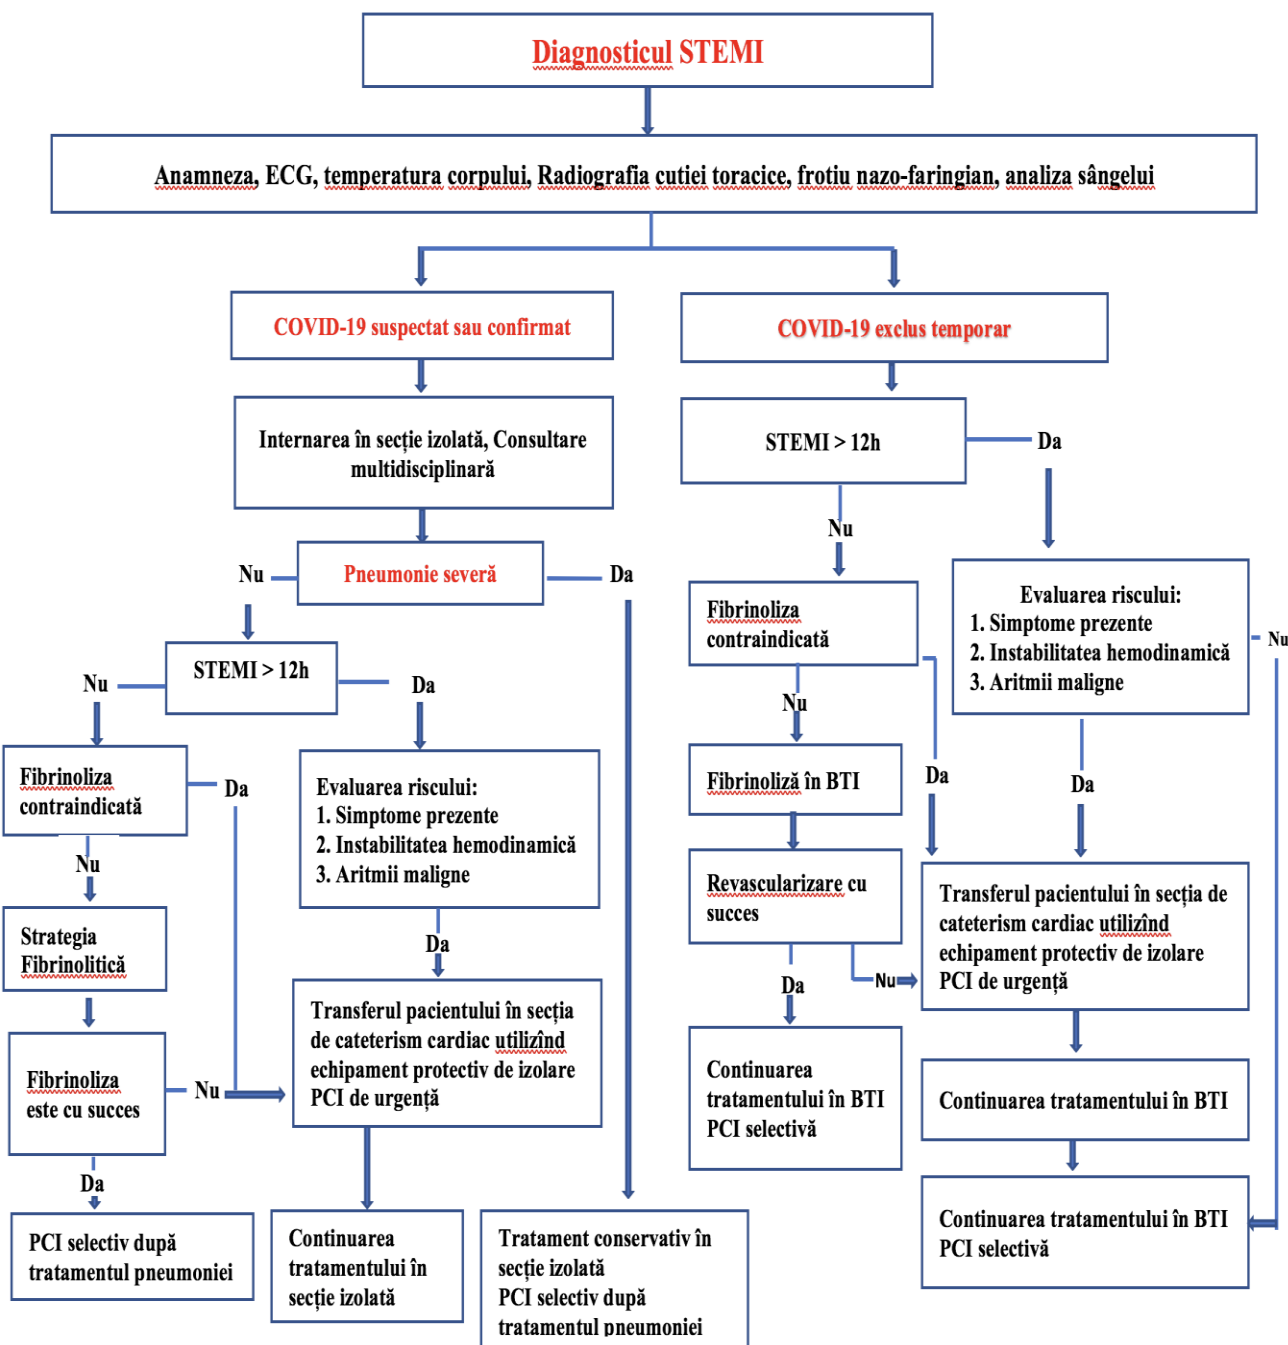 Diagnosticul STEMI
Anamneza, ECG, temperatura corpului, Radiografia cutiei toracice, frotiu nazo-faringian, analiza sângelui
COVID-19 suspectat sau confirmat
COVID-19 exclus temporar
Internarea în secție izolată, Consultare
multidisciplinară
STEMI > 12h
Da
Nu
Pneumonie severă
Nu
Da
Nu
Fibrinoliza
contraindicată
Evaluarea riscului:
1. Simptome prezente
2. Instabilitatea hemodinamică
3. Aritmii maligne
Nu
STEMI > 12h
Nu
Da
Nu
Fibrinoliza
contraindicată
Da
Evaluarea riscului:
1. Simptome prezente
2. Instabilitatea hemodinamică
3. Aritmii maligne
Fibrinoliză în BTI
Da
Da
Nu
Revascularizare cu
succes
Transferul pacientului în secția de
cateterism cardiac utilizînd
echipament protectiv de izolare
PCI de urgență
Strategia
Fibrinolitică
Da
Da
Nu
Transferul pacientului în secția
de cateterism cardiac utilizînd
echipament protectiv de izolare
PCI de urgență
Fibrinoliza
este cu succes
Nu
Continuarea
tratamentului în BTI
PCI selectivă
Continuarea tratamentului în BTI
Da
PCI selectiv după
tratamentul pneumoniei
Continuarea
tratamentului în
secție izolată
Tratament conservativ în
secție izolată
PCI selectiv după
tratamentul pneumoniei
Continuarea tratamentului în BTI
PCI selectivă